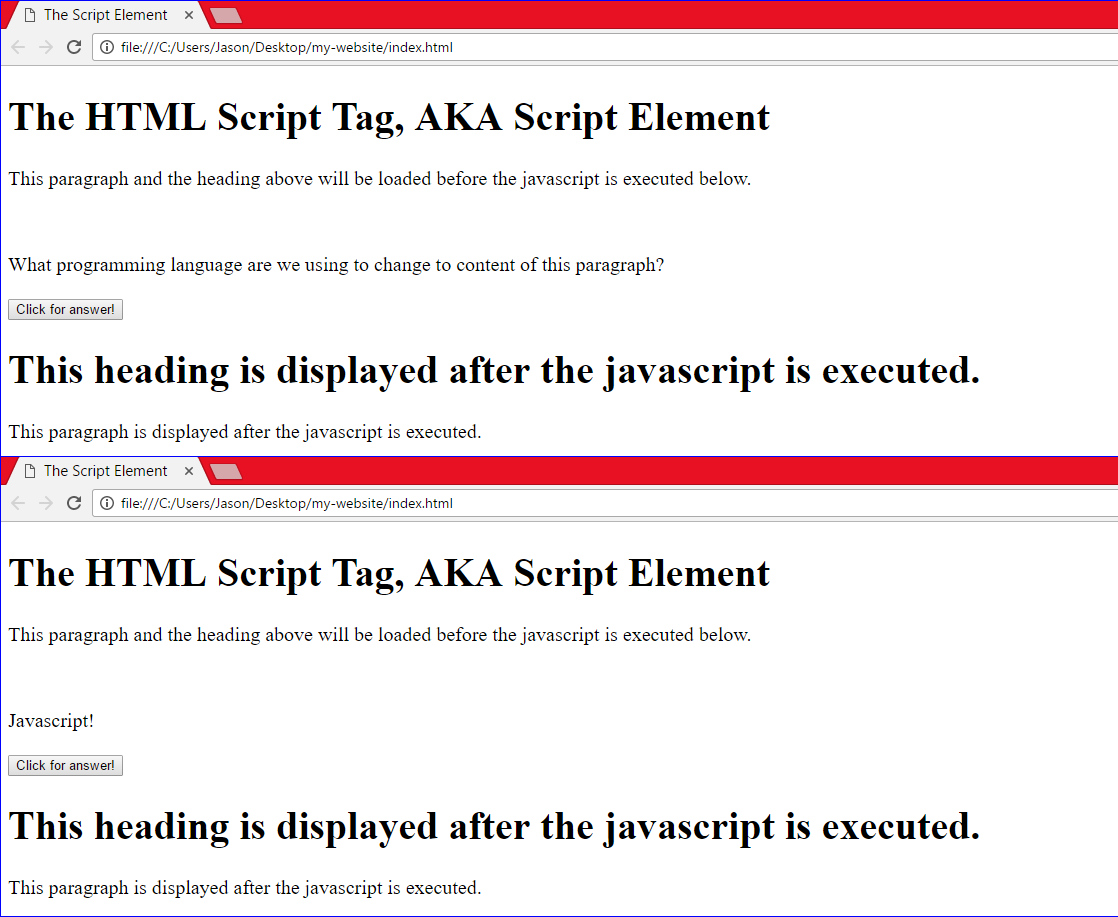 The Script Element
file:///C:/Users/Jason/Desktop/my-website/index.html
The HTML Script Tag, AKA Script Element
This paragraph and the heading above will be loaded before the javascript is executed below.
What programming language are we using to change to content of this paragraph?
Click for answer!
This heading is displayed after the javascript is executed.
This paragraph is displayed after the javascript is executed.
The Script Element
file:///C:/Users/Jason/Desktop/my-website/index.html
The HTML Script Tag, AKA Script Element
This paragraph and the heading above will be loaded before the javascript is executed below.
Javascript!
Click for answer!
This heading is displayed after the javascript is executed.
This paragraph is displayed after the javascript is executed.